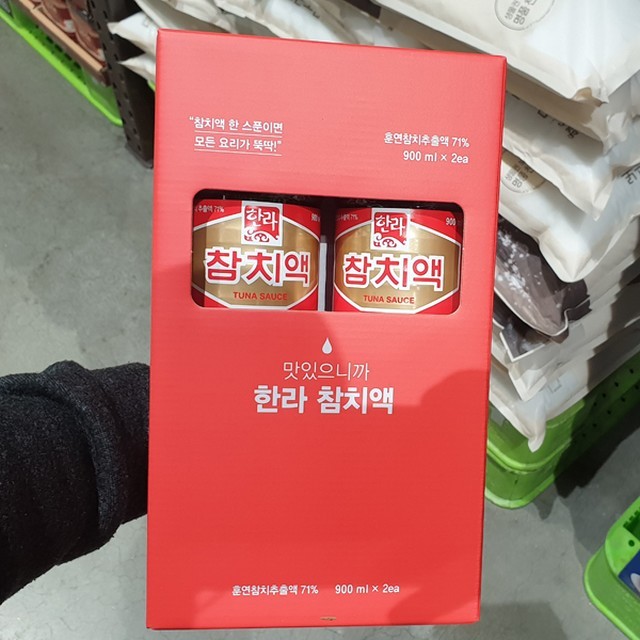 "참치액 한 스푼이면
모든 요리가 뚝딱!"
훈연참치추출액 71%
900 ml × 2ea
한라
참치액
TUNA SAUCE
한라
참치액
TUNA SAUCE
맛있으니까
한라 참치액
훈연참치추출액 71% 900 ml × 2ea